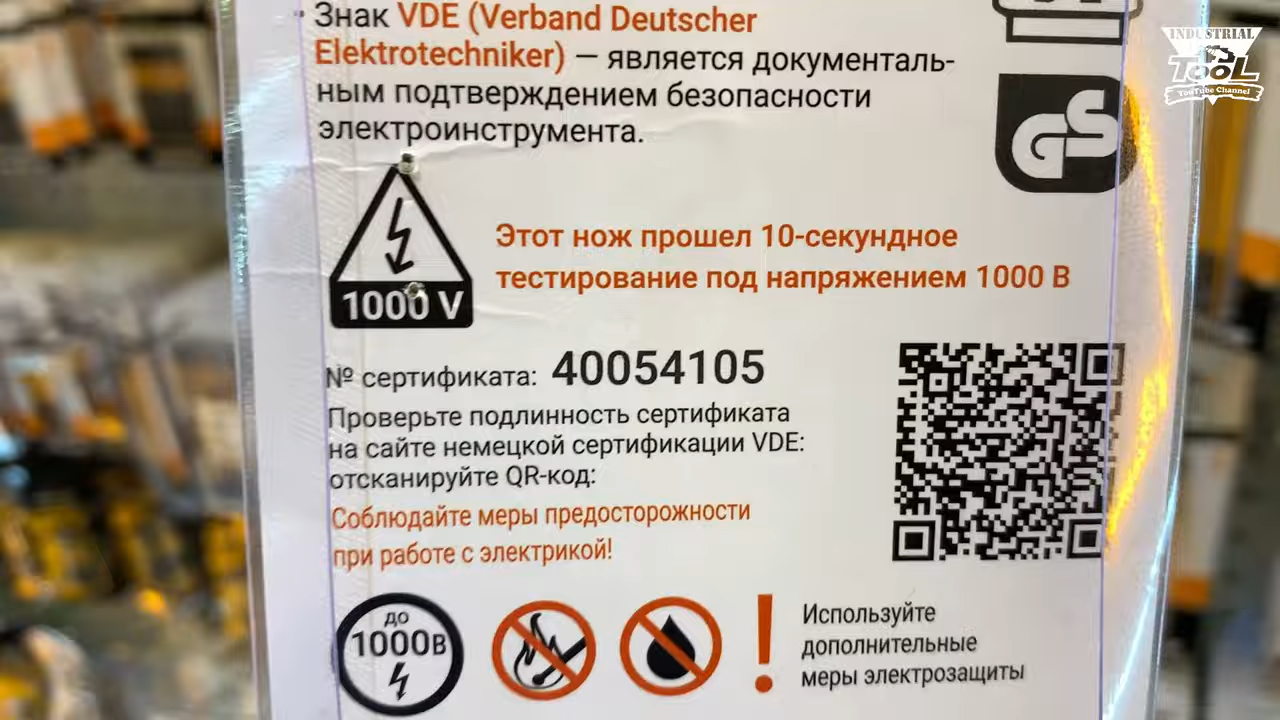 Знак VDE (Verband Deutscher
Elektrotechniker) — является документаль-
ным подтверждением безопасности
электроинструмента.
INDUSTRIAL
TOOL
YouTube Channel
GS
1000 V
Этот нож прошел 10-секундное
тестирование под напряжением 1000 В
№ сертификата: 40054105
Проверьте подлинность сертификата
на сайте немецкой сертификации VDE:
отсканируйте QR-код:
Соблюдайте меры предосторожности
при работе с электрикой!
до
1000В
Используйте
дополнительные
меры электрозащиты